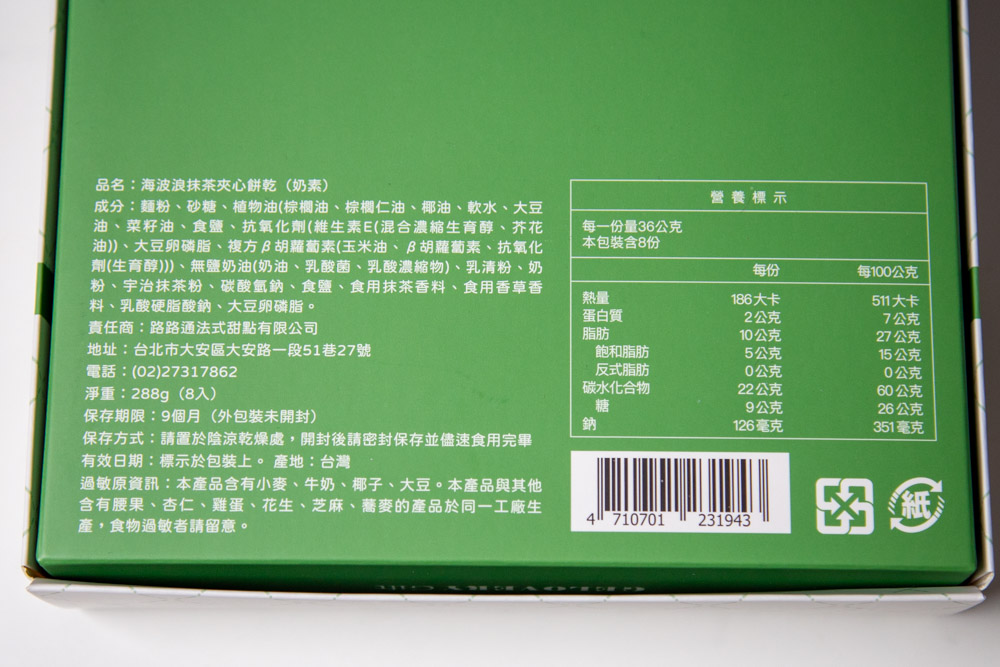 品名：海波浪抹茶夾心餅乾（奶素）
成分：麵粉、砂糖、植物油(棕櫚油、棕櫚仁油、椰油、軟水、大豆
油、菜籽油、食鹽、抗氧化劑(維生素E(混合濃縮生育醇、芥花
油))、大豆卵磷脂、複方β胡蘿蔔素(玉米油、β胡蘿蔔素、抗氧化
劑(生育醇)))、無鹽奶油(奶油、乳酸菌、乳酸濃縮物)、乳清粉、奶
粉、宇治抹茶粉、碳酸氫鈉、食鹽、食用抹茶香料、食用香草香
料、乳酸硬脂酸鈉、大豆卵磷脂。
責任商：路路通法式甜點有限公司
地址：台北市大安區大安路一段51巷27號
電話：(02)27317862
淨重：288g（8入）
保存期限：9個月（外包裝未開封）
保存方式：請置於陰涼乾燥處，開封後請密封保存並儘速食用完畢
有效日期：標示於包裝上。 產地：台灣
過敏原資訊：本產品含有小麥、牛奶、椰子、大豆。本產品與其他
含有腰果、杏仁、雞蛋、花生、芝麻、蕎麥的產品於同一工廠生
產，食物過敏者請留意。
營養標示
每一份量36公克
本包裝含8份
每份 每100公克
熱量 186大卡 511大卡
蛋白質 2公克 7公克
脂肪 10公克 27公克
飽和脂肪 5公克 15公克
反式脂肪 0公克 0公克
碳水化合物 22公克 60公克
糖 9公克 26公克
鈉 126毫克 351毫克
4 710701 231943
紙